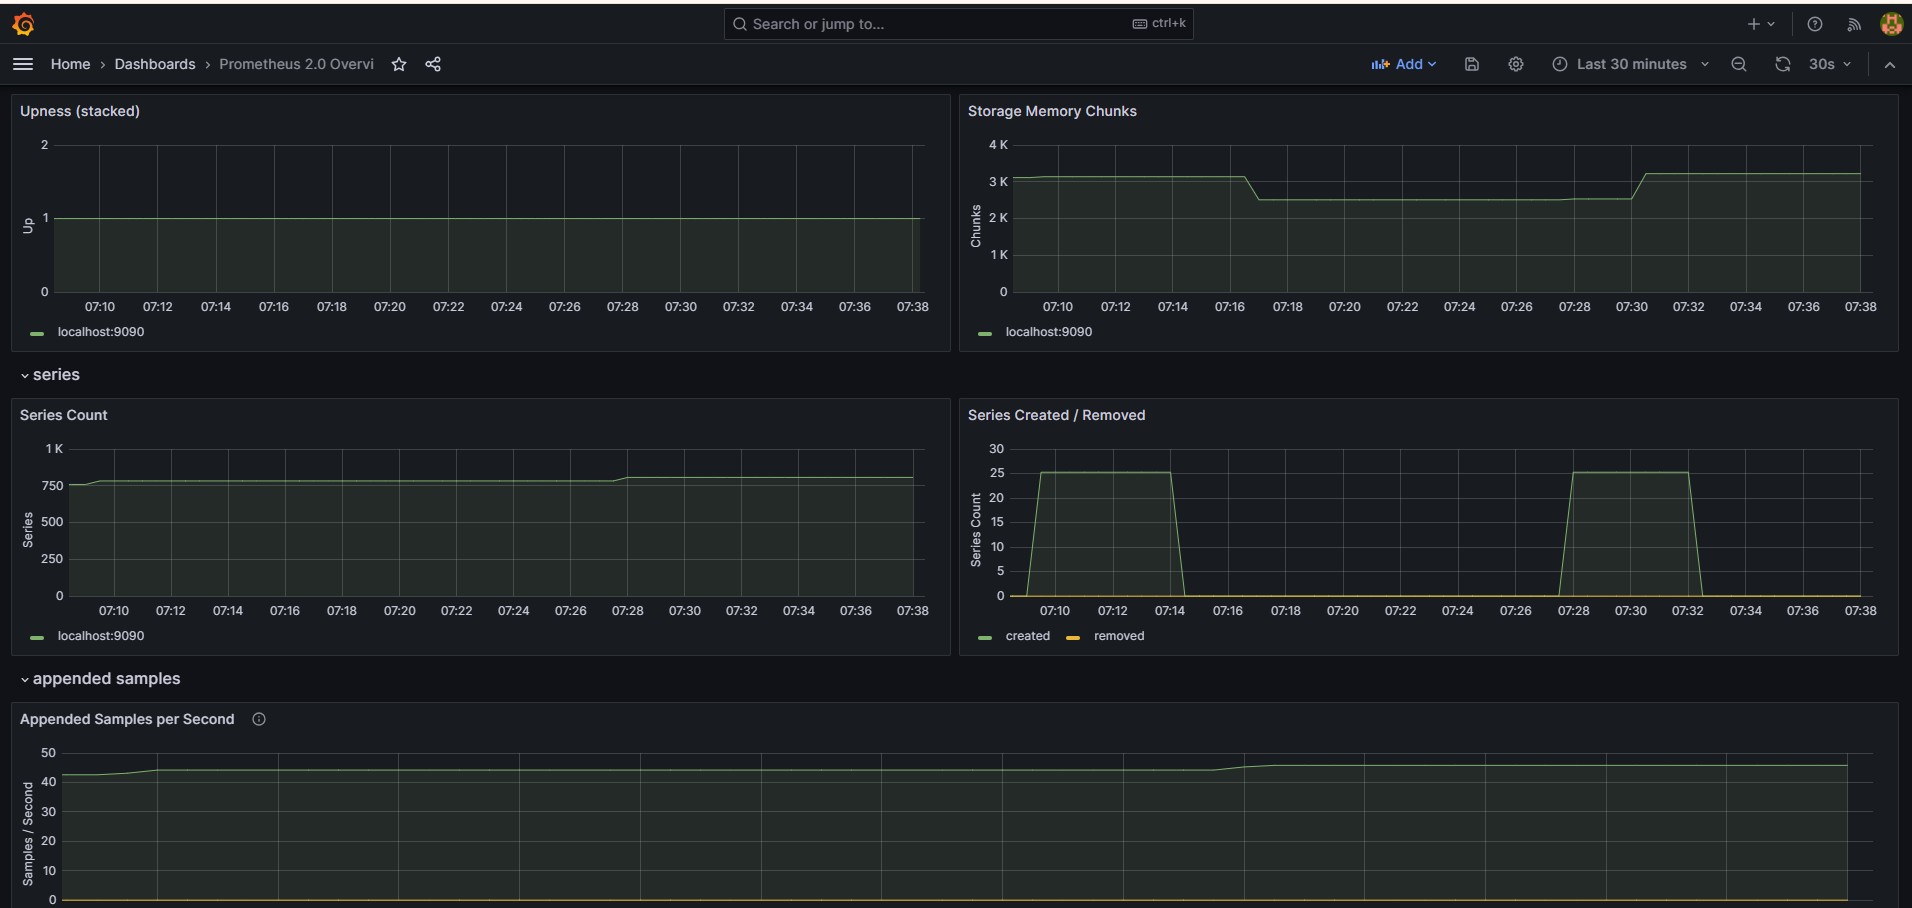 Search or jump to... ctrl+k
Home › Dashboards › Prometheus 2.0 Overvi Add Last 30 minutes 30s
Upness (stacked)
2
1
0
Up
07:10 07:12 07:14 07:16 07:18 07:20 07:22 07:24 07:26 07:28 07:30 07:32 07:34 07:36 07:38
localhost:9090
Storage Memory Chunks
4 K
3 K
2 K
1 K
0
Chunks
07:10 07:12 07:14 07:16 07:18 07:20 07:22 07:24 07:26 07:28 07:30 07:32 07:34 07:36 07:38
localhost:9090
series
Series Count
1 K
750
500
250
0
Series
07:10 07:12 07:14 07:16 07:18 07:20 07:22 07:24 07:26 07:28 07:30 07:32 07:34 07:36 07:38
localhost:9090
Series Created / Removed
30
25
20
15
10
5
0
Series Count
07:10 07:12 07:14 07:16 07:18 07:20 07:22 07:24 07:26 07:28 07:30 07:32 07:34 07:36 07:38
created removed
appended samples
Appended Samples per Second
50
40
30
20
10
0
Samples / Second